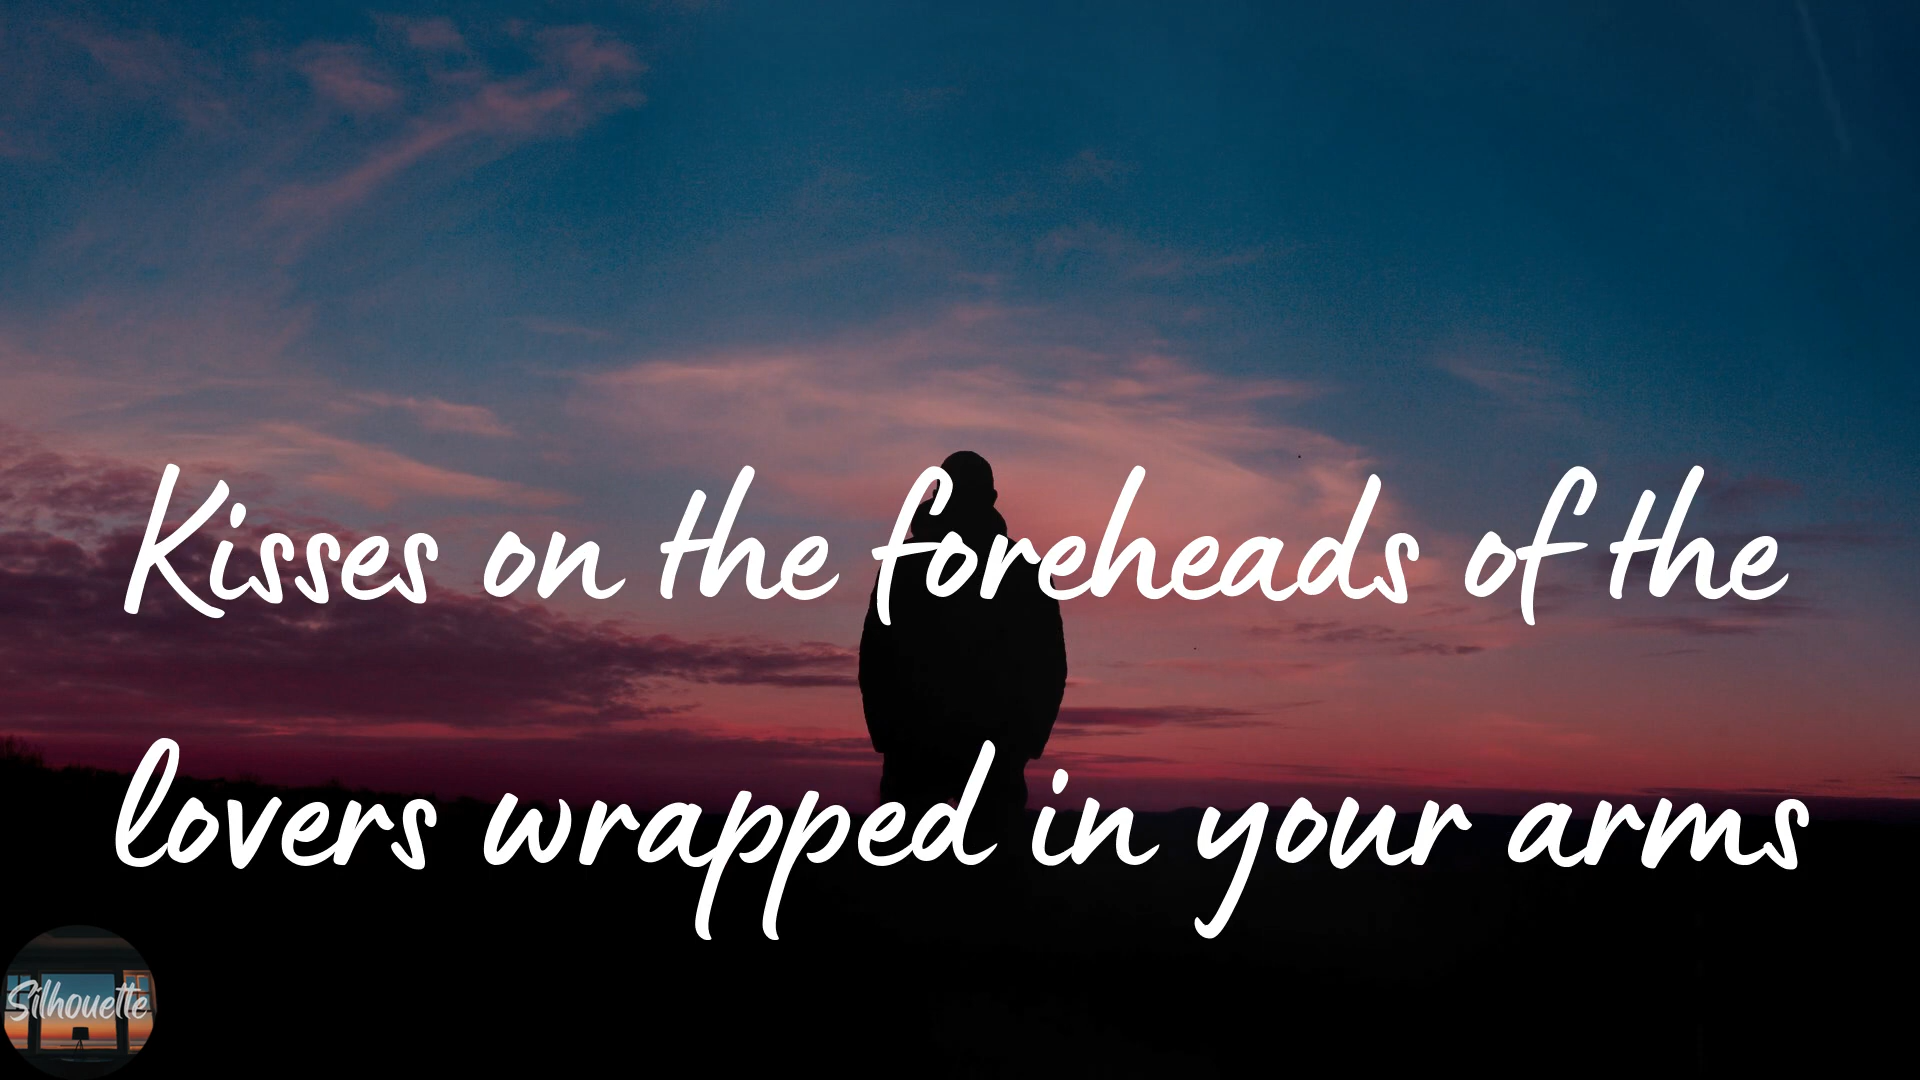 Kisses on the foreheads of the
lovers wrapped in your arms
Silhouette